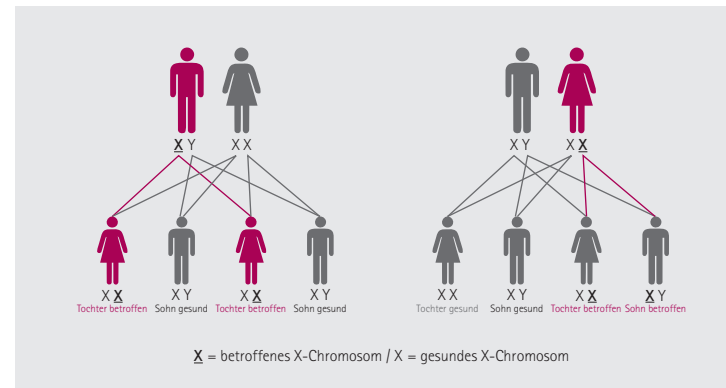 X Y X X X Y X X
X X X Y X X X Y X X X Y X X X Y
Tochter betroffen Sohn gesund Tochter betroffen Sohn gesund Tochter gesund Sohn gesund Tochter betroffen Sohn betroffen
X = betroffenes X-Chromosom / X = gesundes X-Chromosom